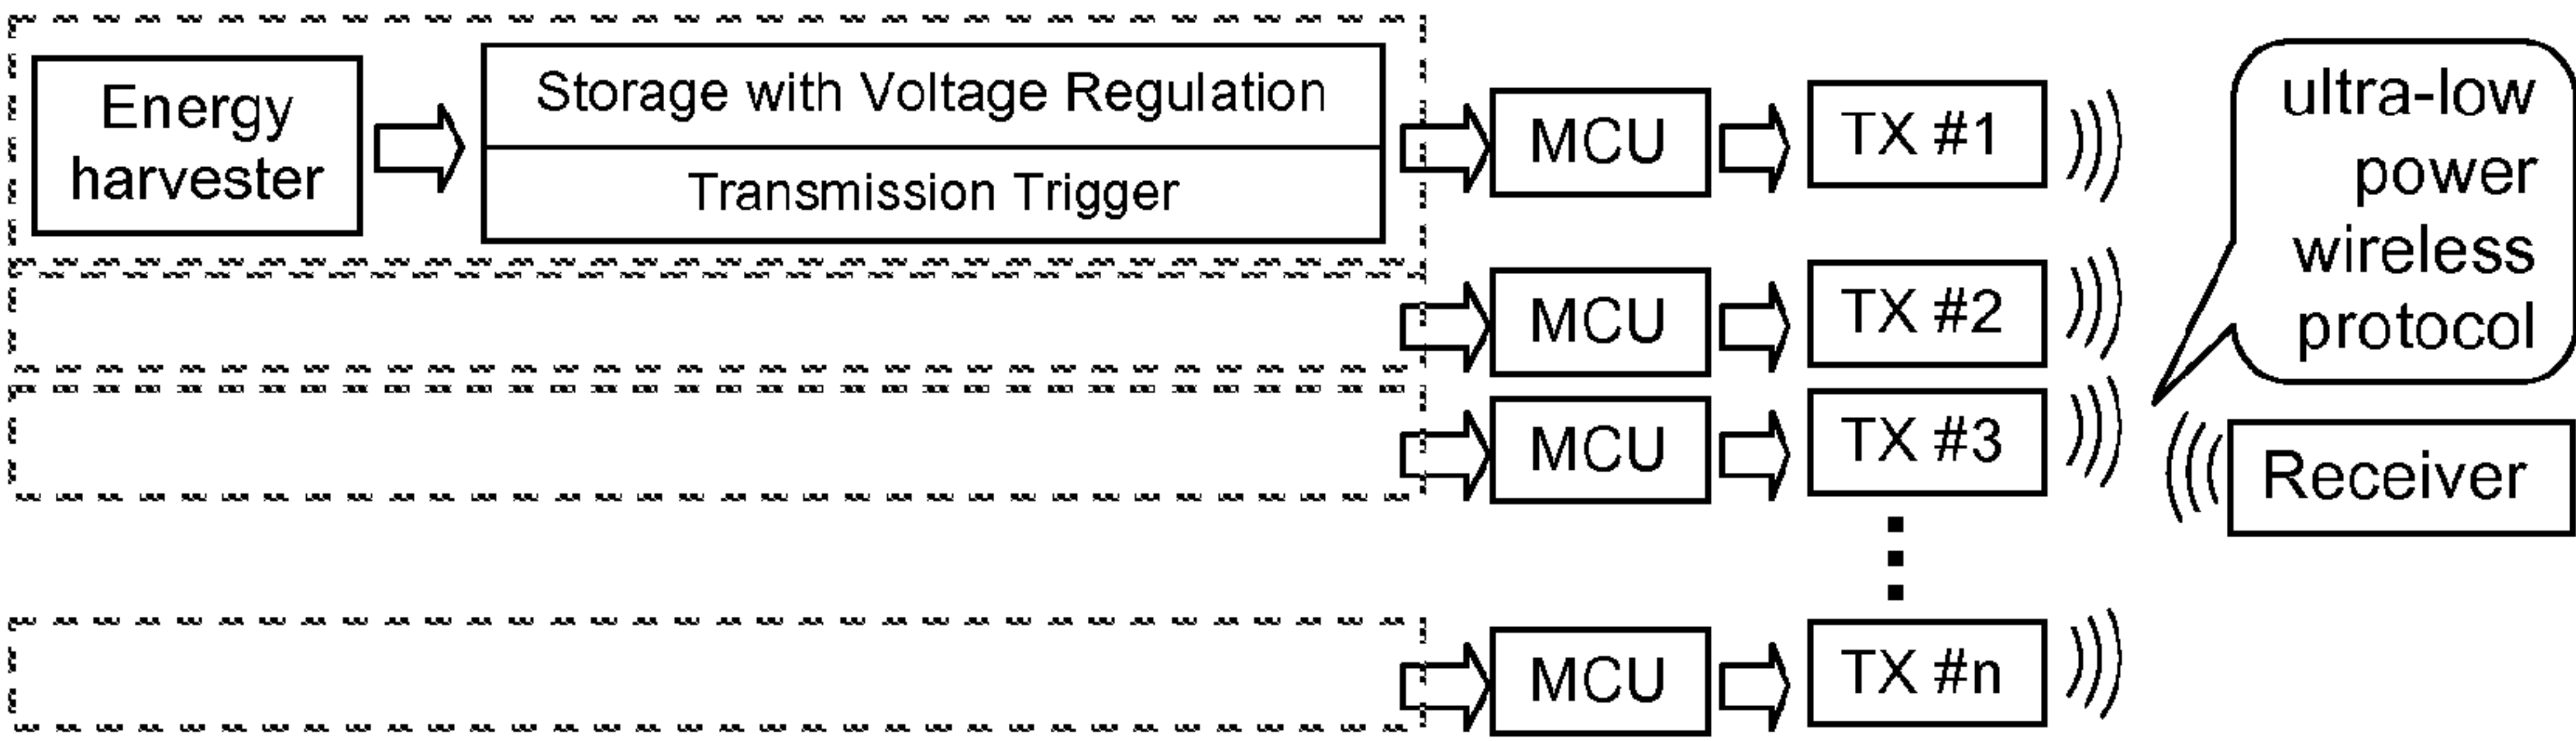 Energy
harvester
Storage with Voltage Regulation
Transmission Trigger
MCU
TX #1
MCU
TX #2
MCU
TX #3
MCU
TX #n
ultra-low
power
wireless
protocol
Receiver